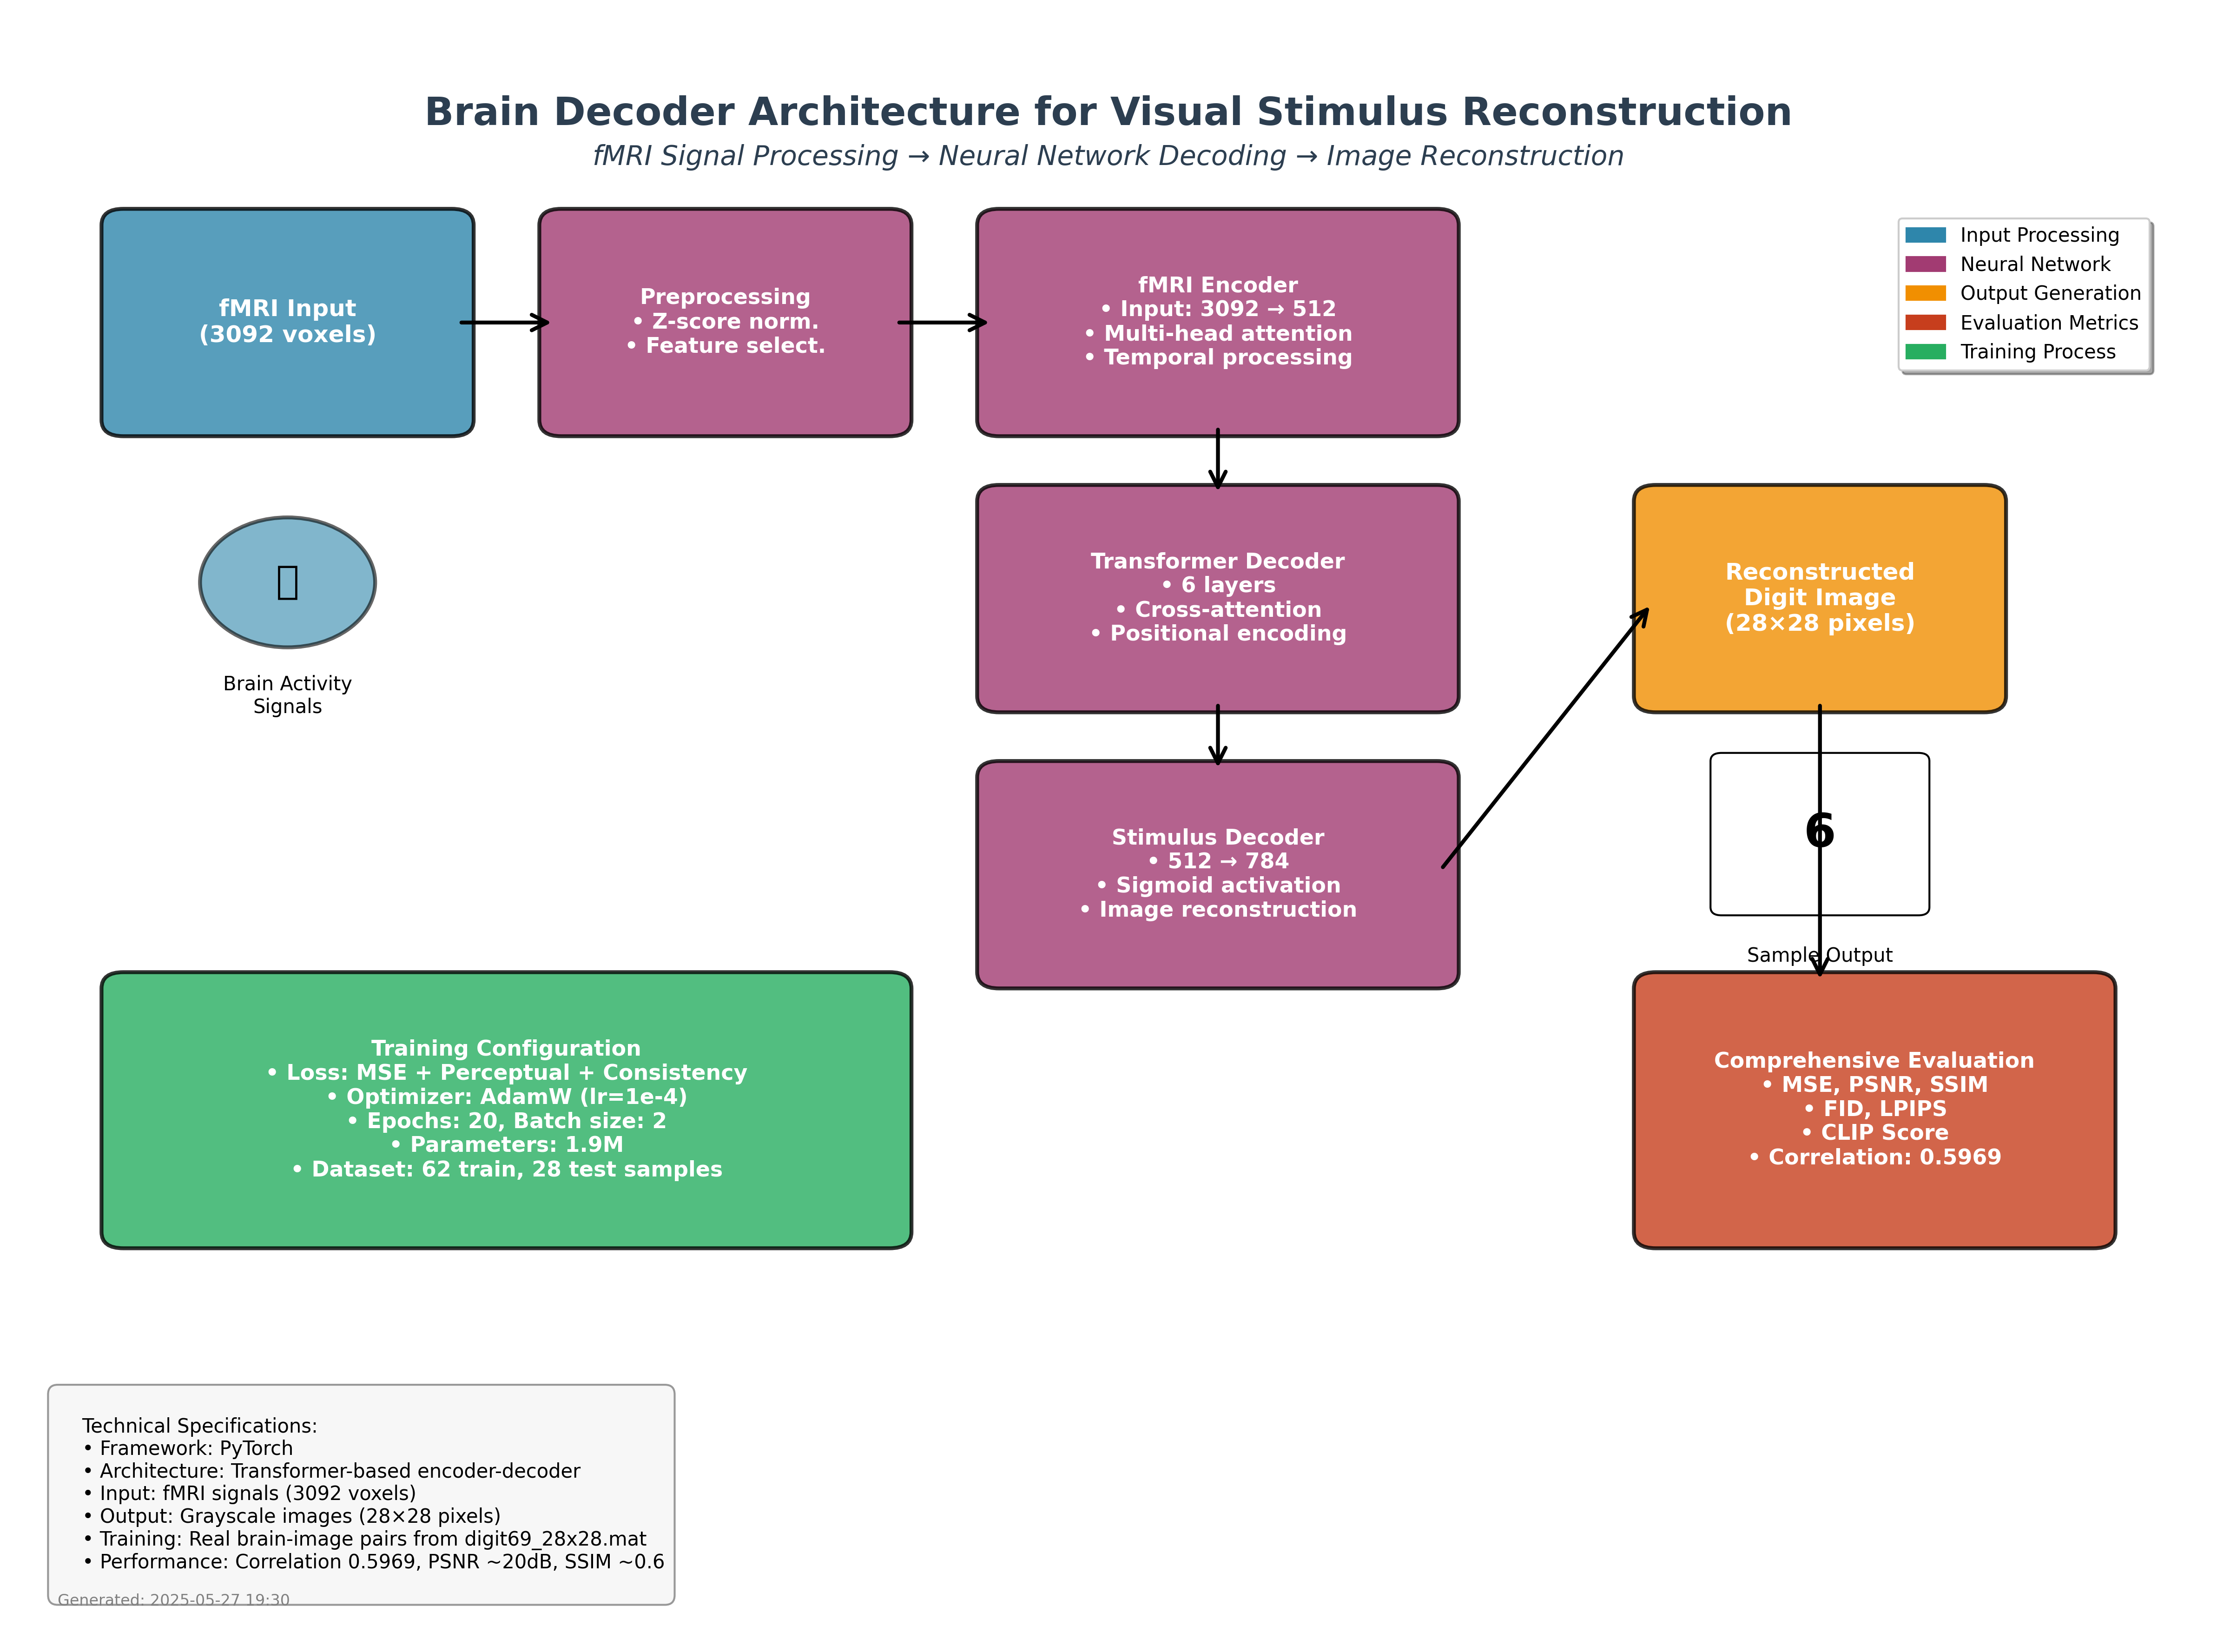 Brain Decoder Architecture for Visual Stimulus Reconstruction
fMRI Signal Processing → Neural Network Decoding → Image Reconstruction
fMRI Input
(3092 voxels)
Preprocessing
• Z-score norm.
• Feature select.
fMRI Encoder
• Input: 3092 → 512
• Multi-head attention
• Temporal processing
Input Processing
Neural Network
Output Generation
Evaluation Metrics
Training Process
Brain Activity
Signals
Transformer Decoder
• 6 layers
• Cross-attention
• Positional encoding
Reconstructed
Digit Image
(28×28 pixels)
Stimulus Decoder
• 512 → 784
• Sigmoid activation
• Image reconstruction
6
Sample Output
Training Configuration
• Loss: MSE + Perceptual + Consistency
• Optimizer: AdamW (lr=1e-4)
• Epochs: 20, Batch size: 2
• Parameters: 1.9M
• Dataset: 62 train, 28 test samples
Comprehensive Evaluation
• MSE, PSNR, SSIM
• FID, LPIPS
• CLIP Score
• Correlation: 0.5969
Technical Specifications:
• Framework: PyTorch
• Architecture: Transformer-based encoder-decoder
• Input: fMRI signals (3092 voxels)
• Output: Grayscale images (28×28 pixels)
• Training: Real brain-image pairs from digit69_28x28.mat
• Performance: Correlation 0.5969, PSNR ~20dB, SSIM ~0.6
Generated: 2025-05-27 19:30